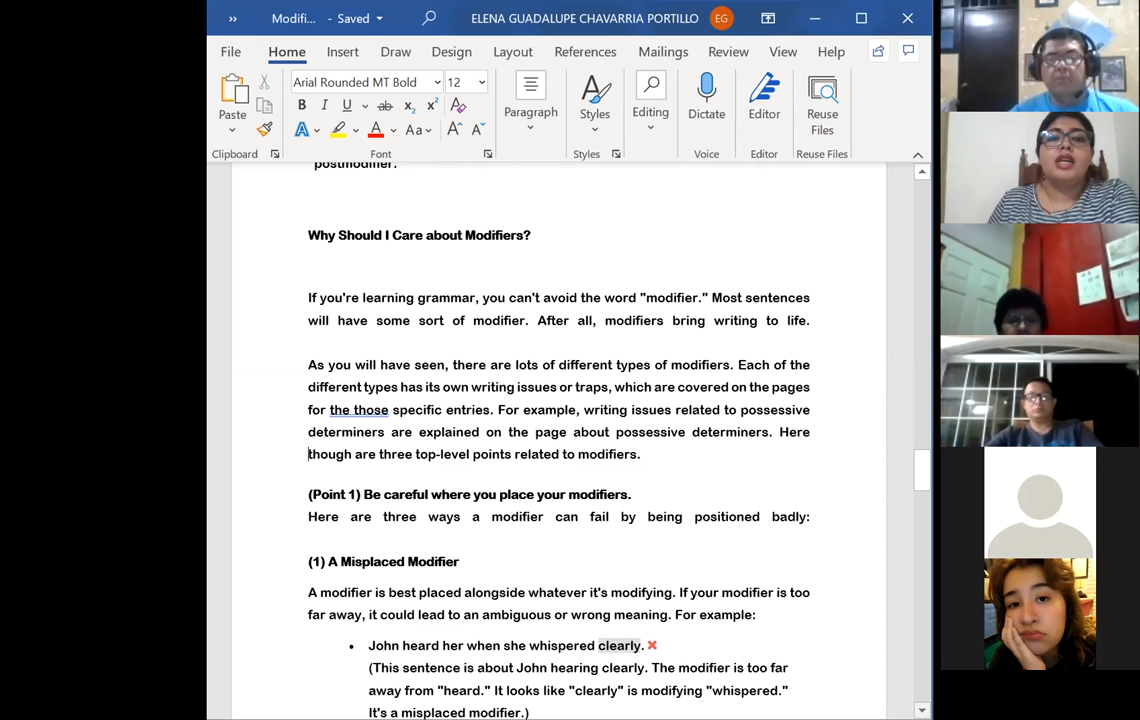 Modifi... - Saved
ELENA GUADALUPE CHAVARRIA PORTILLO EG
File Home Insert Draw Design Layout References Mailings Review View Help
Arial Rounded MT Bold 12
Paste
B I U ab x₂ x²
A A Aa A A
Paragraph
Styles
Editing
Dictate
Editor
Reuse Files
Clipboard Font Styles Voice Editor Reuse Files
postmodifier.
Why Should I Care about Modifiers?
If you're learning grammar, you can't avoid the word "modifier." Most sentences
will have some sort of modifier. After all, modifiers bring writing to life.
As you will have seen, there are lots of different types of modifiers. Each of the
different types has its own writing issues or traps, which are covered on the pages
for the those specific entries. For example, writing issues related to possessive
determiners are explained on the page about possessive determiners. Here
though are three top-level points related to modifiers.
(Point 1) Be careful where you place your modifiers.
Here are three ways a modifier can fail by being positioned badly:
(1) A Misplaced Modifier
A modifier is best placed alongside whatever it's modifying. If your modifier is too
far away, it could lead to an ambiguous or wrong meaning. For example:
• John heard her when she whispered clearly. ❌
(This sentence is about John hearing clearly. The modifier is too far
away from "heard." It looks like "clearly" is modifying "whispered."
It's a misplaced modifier.)